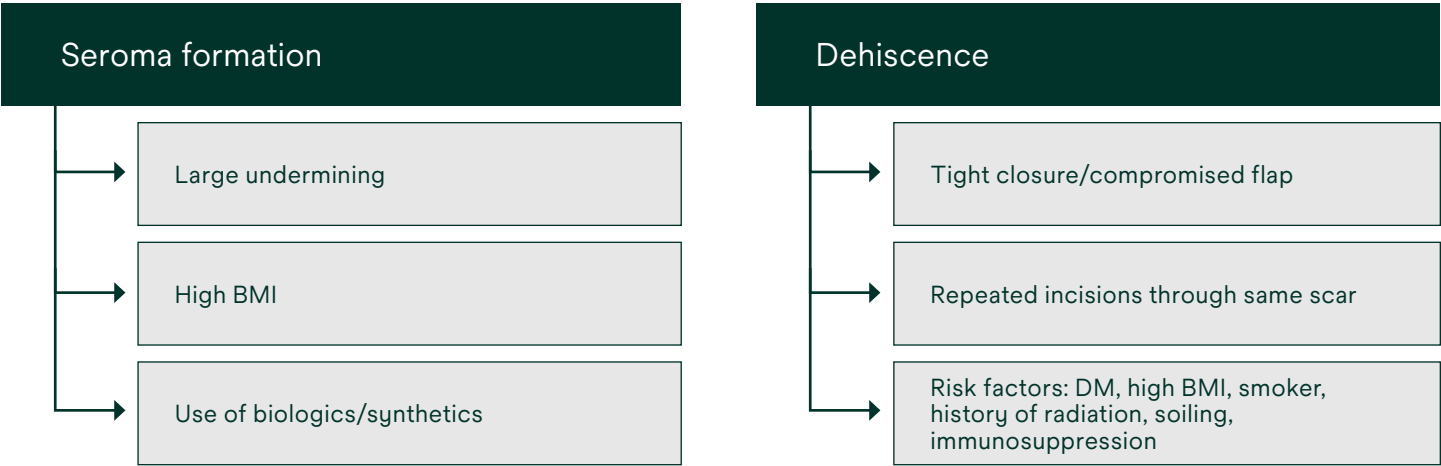 Seroma formation
Large undermining
High BMI
Use of biologics/synthetics
Dehiscence
Tight closure/compromised flap
Repeated incisions through same scar
Risk factors: DM, high BMI, smoker,
history of radiation, soiling,
immunosuppression